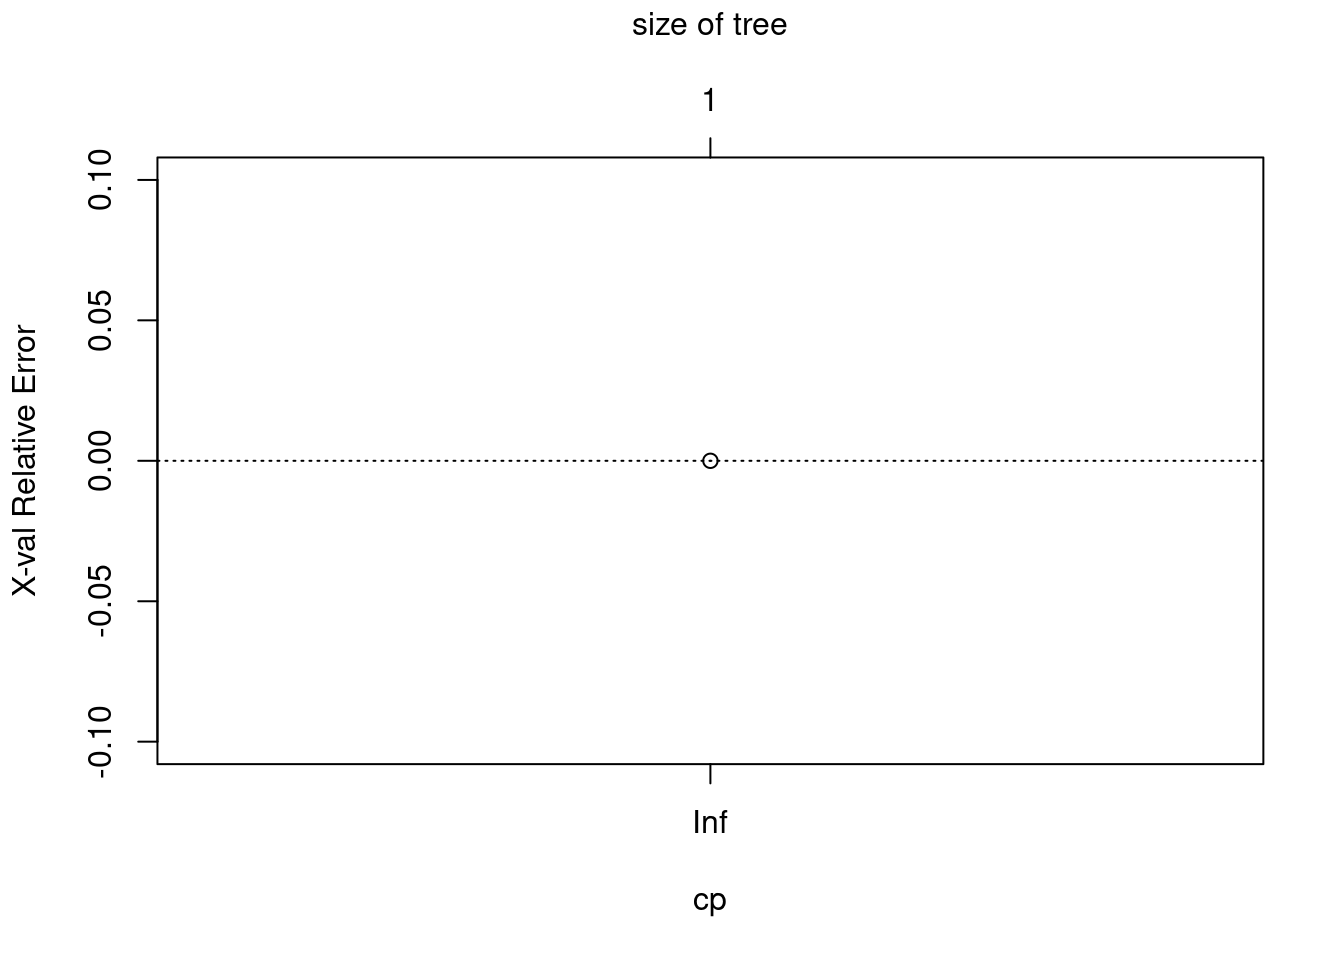 size of tree
1
X-val Relative Error
0.10
0.05
0.00
-0.05
-0.10
Inf
cp